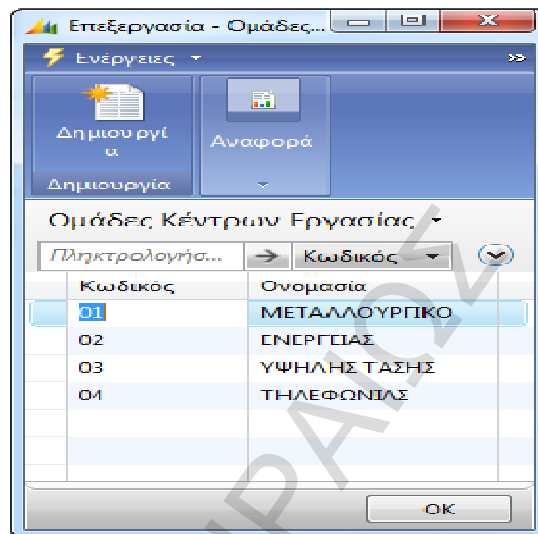 Επεξεργασία - Ομάδες...
Ενέργειες
Δημιουργί
α
Αναφορά
Δημιουργία
Ομάδες Κέντρων Εργασίας
Πληκτρολογήσ... Κωδικός
Κωδικός Ονομασία
01 ΜΕΤΑΛΛΟΥΡΓΙΚΟ
02 ΕΝΕΡΓΕΙΑΣ
03 ΥΨΗΛΗΣ ΤΑΣΗΣ
04 ΤΗΛΕΦΩΝΙΑΣ
OK